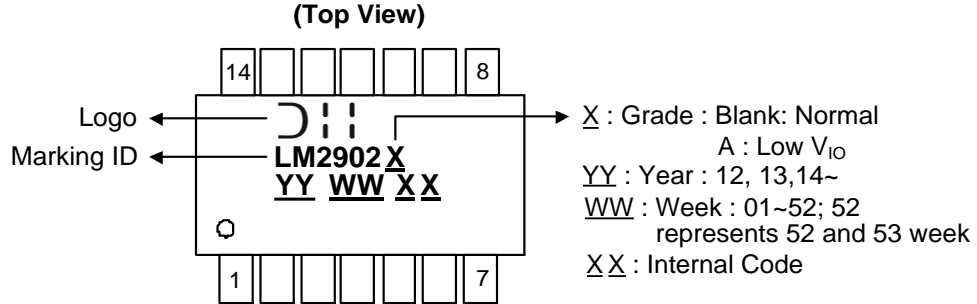 (Top View)
14
8
Logo
Marking ID
LM2902 X
YY WW X X
1
7
X : Grade : Blank: Normal
A : Low VIO
YY : Year : 12, 13,14~
WW : Week : 01~52; 52
represents 52 and 53 week
X X : Internal Code